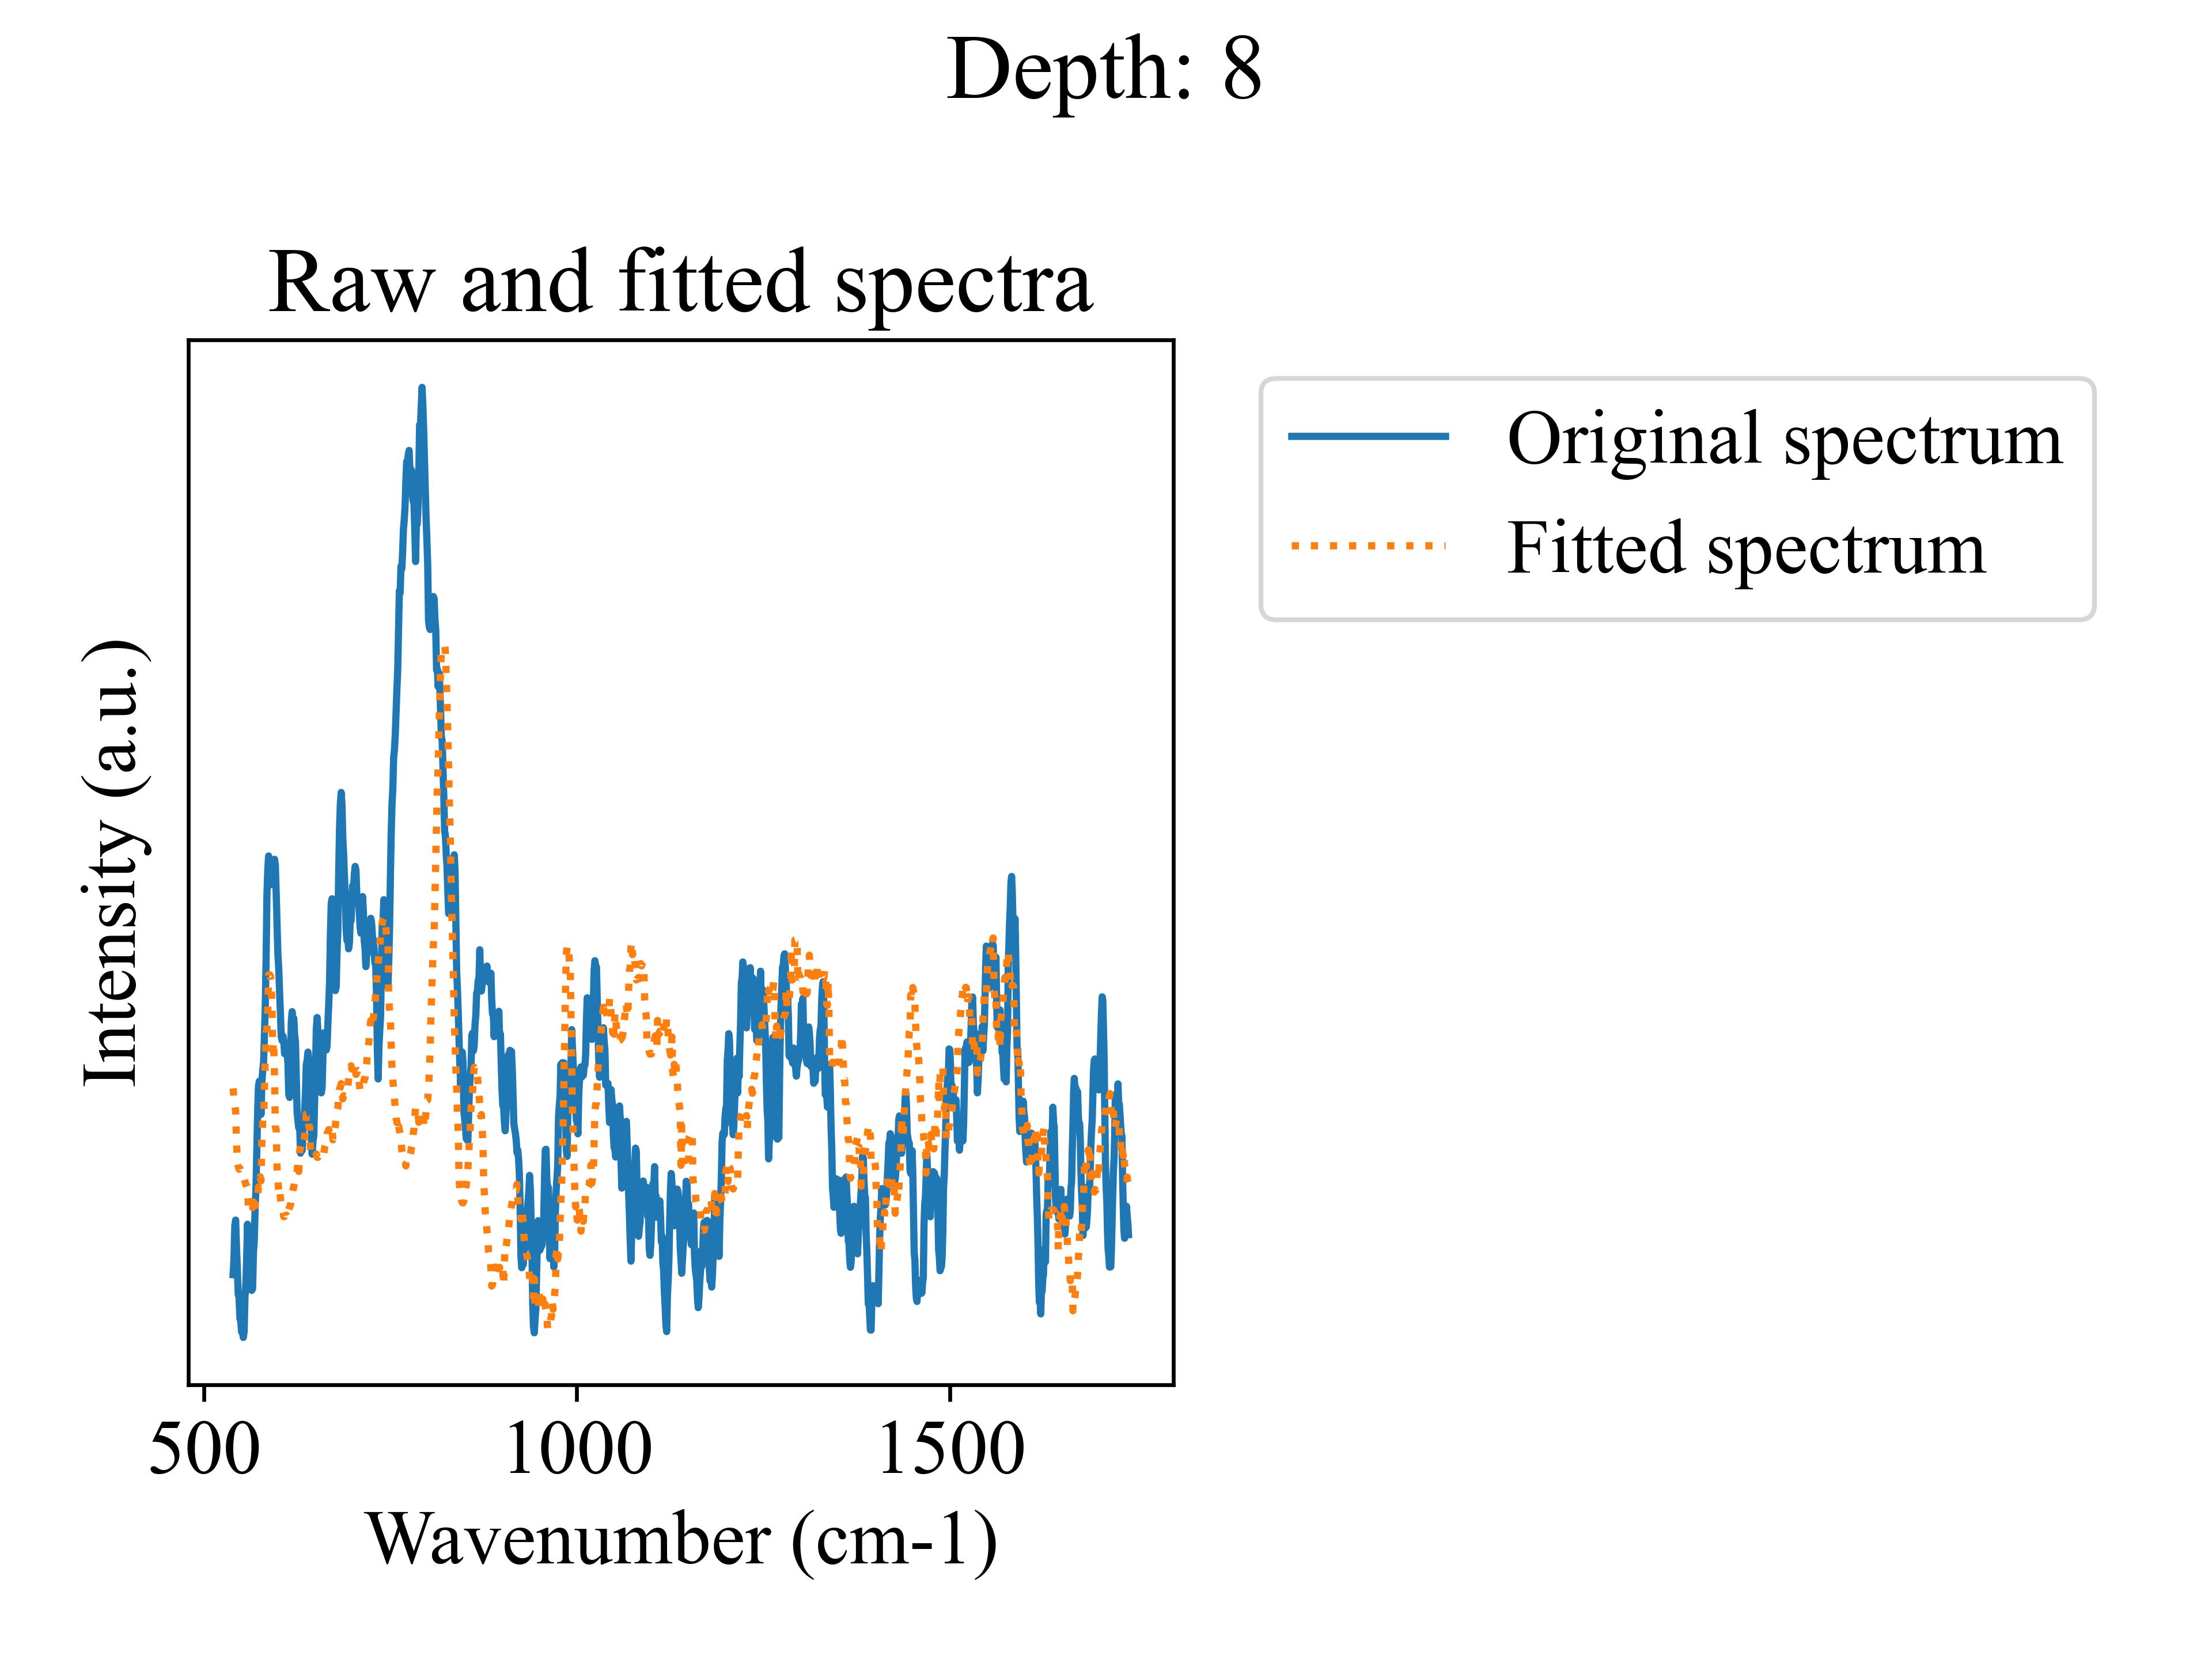 Depth: 8
Raw and fitted spectra
Original spectrum
Fitted spectrum
Intensity (a.u.)
500 1000 1500
Wavenumber (cm-1)